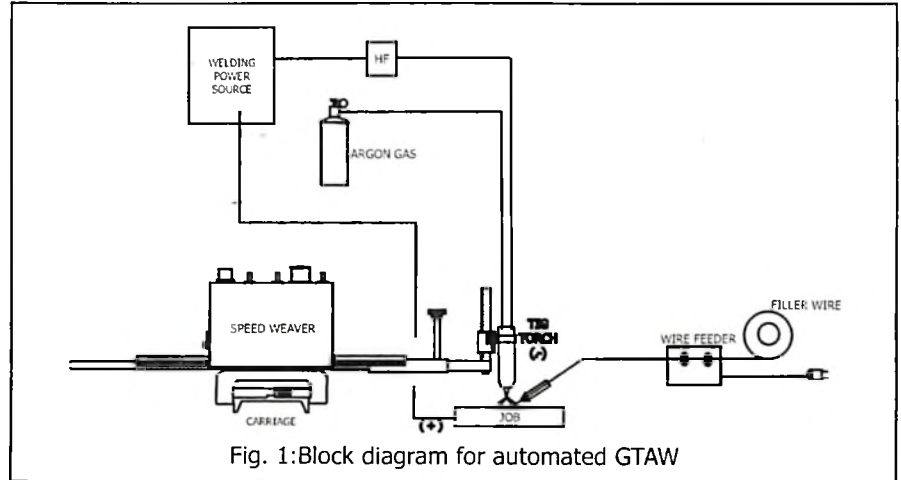 WELDING
POWER
SOURCE
HF
ARGON GAS
SPEED WEAVER
CARRIAGE
TIG
TORCH
(-)
(+)
JOB
WIRE FEEDER
FILLER WIRE
Fig. 1:Block diagram for automated GTAW